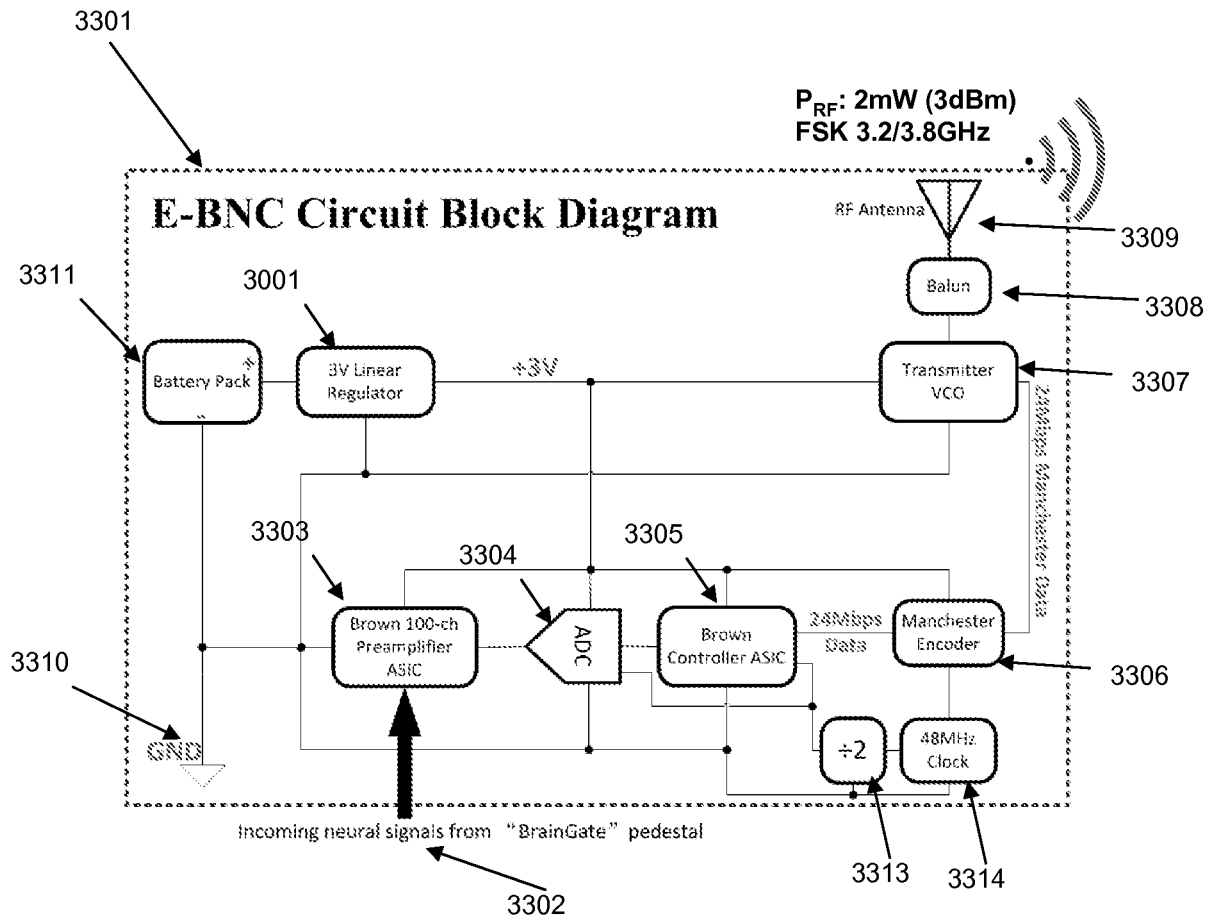 3301
P_RF: 2mW (3dBm)
FSK 3.2/3.8GHz
E-BNC Circuit Block Diagram
RF Antenna
3309
3311
3001
Balun
3308
Battery Pack
+
-
3V Linear
Regulator
+3V
Transmitter
VCO
3307
24Mbps Manchester Data
3303
3304
3305
Brown 100-ch
Preamplifier
ASIC
ADC
Brown
Controller ASIC
24Mbps
Data
Manchester
Encoder
3306
3310
GND
÷2
48MHz
Clock
Incoming neural signals from "BrainGate" pedestal
3302
3313
3314